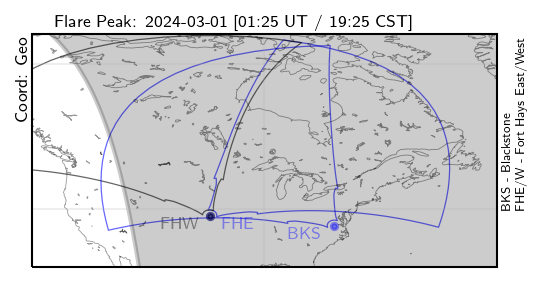 Flare Peak: 2024-03-01 [01:25 UT / 19:25 CST]
Coord: Geo
FHW
FHE
BKS
BKS - Blackstone
FHE/W - Fort Hays East/West